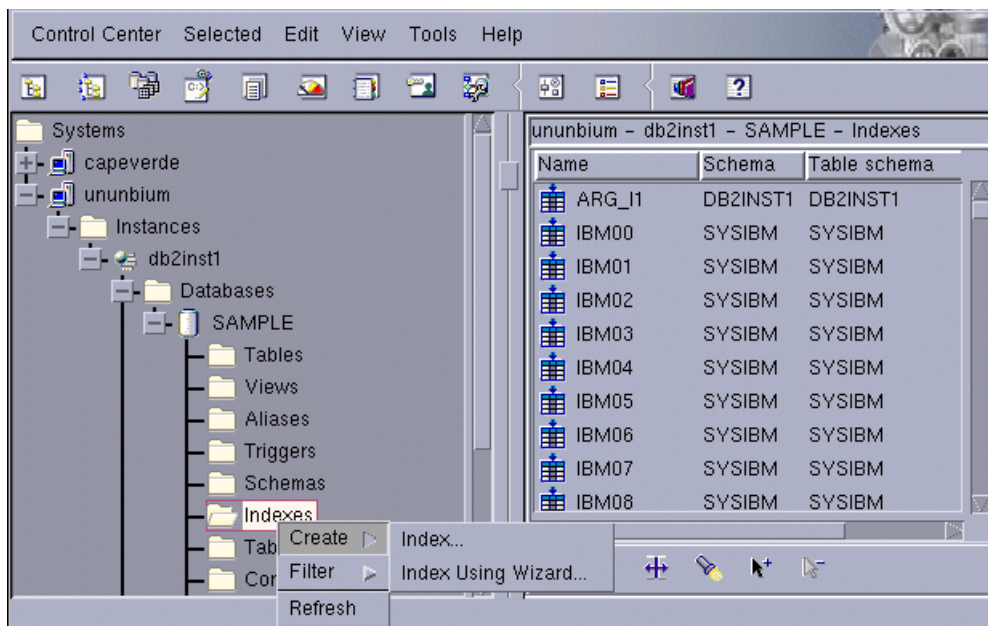 Control Center Selected Edit View Tools Help
Systems
capeverde
ununbium
Instances
db2inst1
Databases
SAMPLE
Tables
Views
Aliases
Triggers
Schemas
Indexes
Tab
Cor
Create
Filter
Refresh
Index...
Index Using Wizard...
ununbium - db2inst1 - SAMPLE - Indexes
Name Schema Table schema
ARG_I1 DB2INST1 DB2INST1
IBM00 SYSIBM SYSIBM
IBM01 SYSIBM SYSIBM
IBM02 SYSIBM SYSIBM
IBM03 SYSIBM SYSIBM
IBM04 SYSIBM SYSIBM
IBM05 SYSIBM SYSIBM
IBM06 SYSIBM SYSIBM
IBM07 SYSIBM SYSIBM
IBM08 SYSIBM SYSIBM